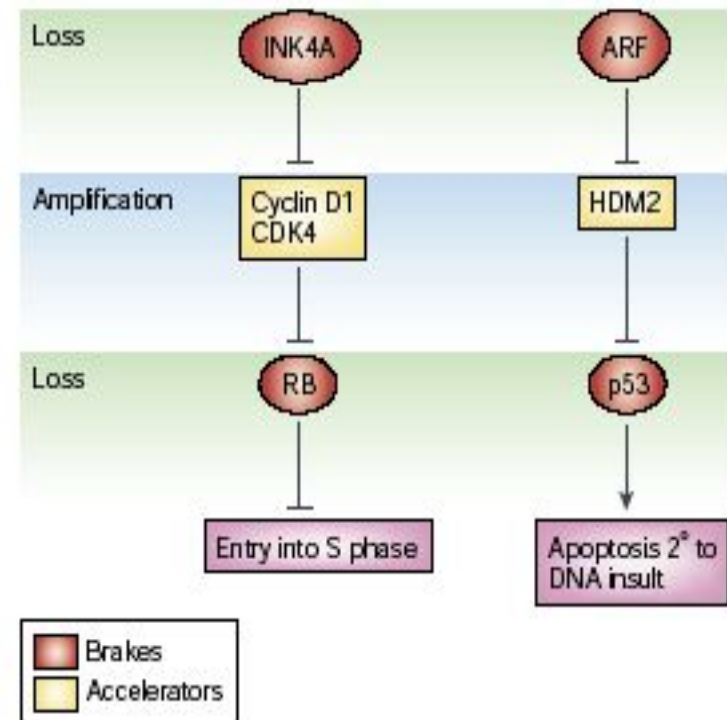 Loss
INK4A
ARF
Amplification
Cyclin D1
CDK4
HDM2
Loss
RB
p53
Entry into S phase
Apoptosis 2° to
DNA insult
Brakes
Accelerators